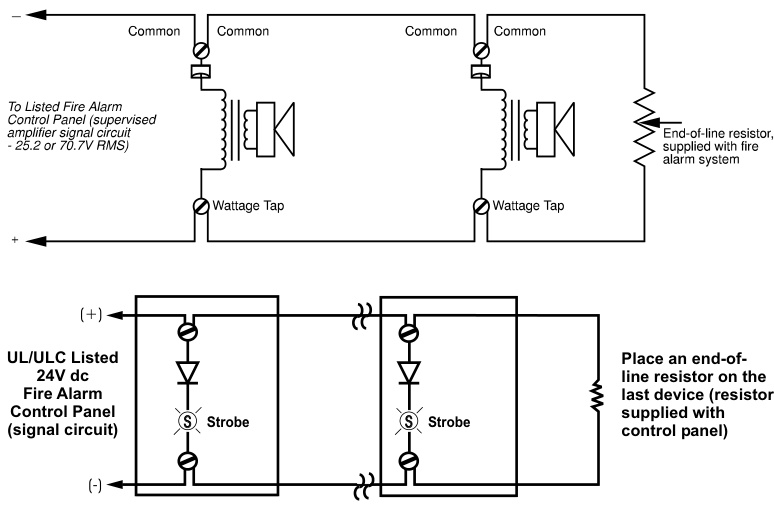 –
Common
Common
Common
Common
To Listed Fire Alarm
Control Panel (supervised
amplifier signal circuit
- 25.2 or 70.7V RMS)
End-of-line resistor,
supplied with fire
alarm system
Wattage Tap
Wattage Tap
+
(+)
UL/ULC Listed
24V dc
Fire Alarm
Control Panel
(signal circuit)
S
Strobe
S
Strobe
Place an end-of-
line resistor on the
last device (resistor
supplied with
control panel)
(-)